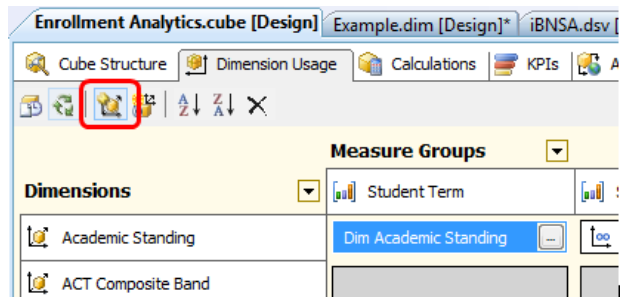 Enrollment Analytics.cube [Design] Example.dim [Design]* iBNSA.dsv [
Cube Structure Dimension Usage Calculations KPIs A
Measure Groups
Dimensions Student Term
Academic Standing Dim Academic Standing ...
ACT Composite Band